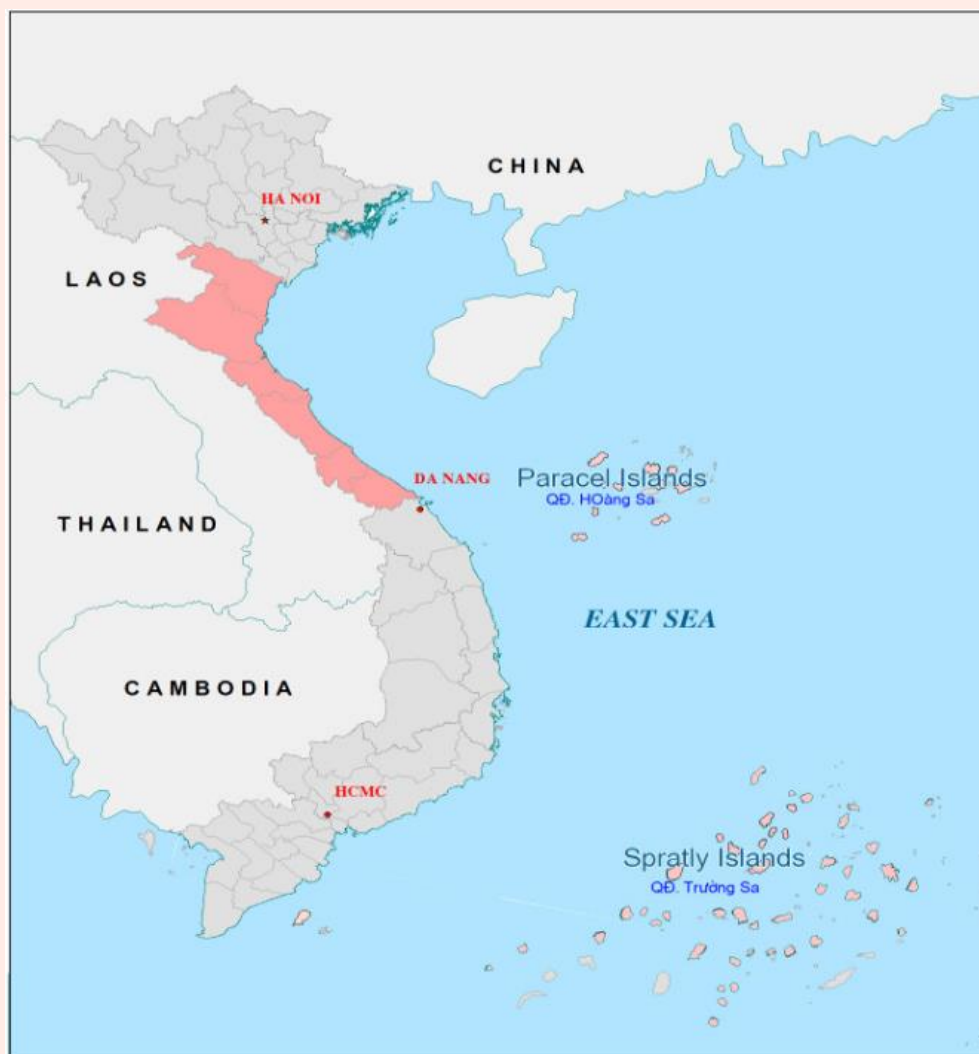 CHINA
HA NOI
LAOS
DA NANG
Paracel Islands
QĐ. HOàng Sa
THAILAND
EAST SEA
CAMBODIA
HCMC
Spratly Islands
QĐ. Trường Sa